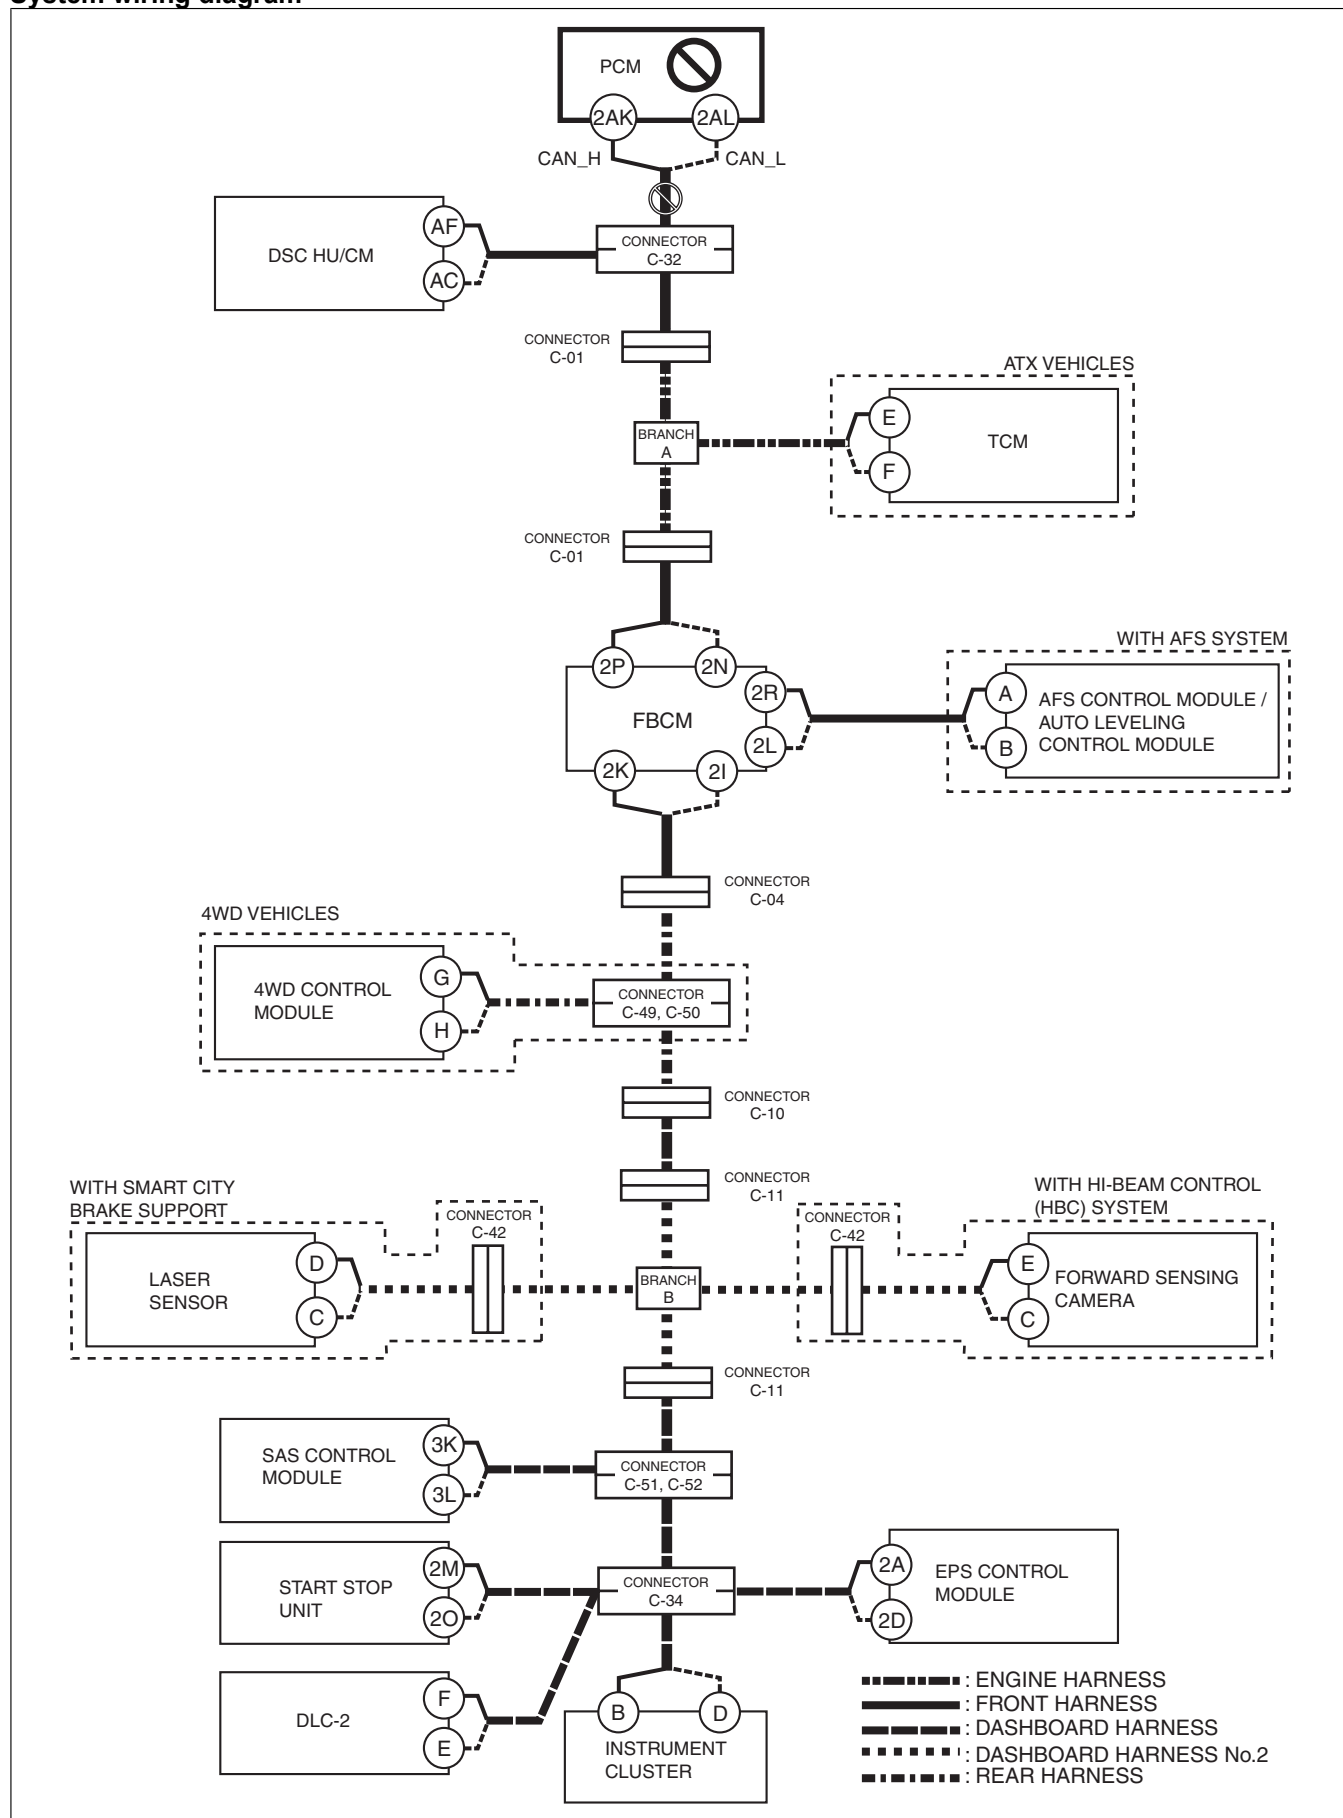 System wiring diagram
PCM
2AK
2AL
CAN_H
CAN_L
DSC HU/CM
AF
AC
CONNECTOR
C-32
CONNECTOR
C-01
ATX VEHICLES
BRANCH
A
E
F
TCM
CONNECTOR
C-01
WITH AFS SYSTEM
2P
2N
2R
2L
FBCM
2K
2I
A
B
AFS CONTROL MODULE /
AUTO LEVELING
CONTROL MODULE
CONNECTOR
C-04
4WD VEHICLES
4WD CONTROL
MODULE
G
H
CONNECTOR
C-49, C-50
CONNECTOR
C-10
CONNECTOR
C-11
WITH SMART CITY
BRAKE SUPPORT
CONNECTOR
C-42
LASER
SENSOR
D
C
BRANCH
B
WITH HI-BEAM CONTROL
(HBC) SYSTEM
CONNECTOR
C-42
E
C
FORWARD SENSING
CAMERA
CONNECTOR
C-11
SAS CONTROL
MODULE
3K
3L
CONNECTOR
C-51, C-52
START STOP
UNIT
2M
2O
CONNECTOR
C-34
2A
2D
EPS CONTROL
MODULE
DLC-2
F
E
B
D
INSTRUMENT
CLUSTER
: ENGINE HARNESS
: FRONT HARNESS
: DASHBOARD HARNESS
: DASHBOARD HARNESS No.2
: REAR HARNESS